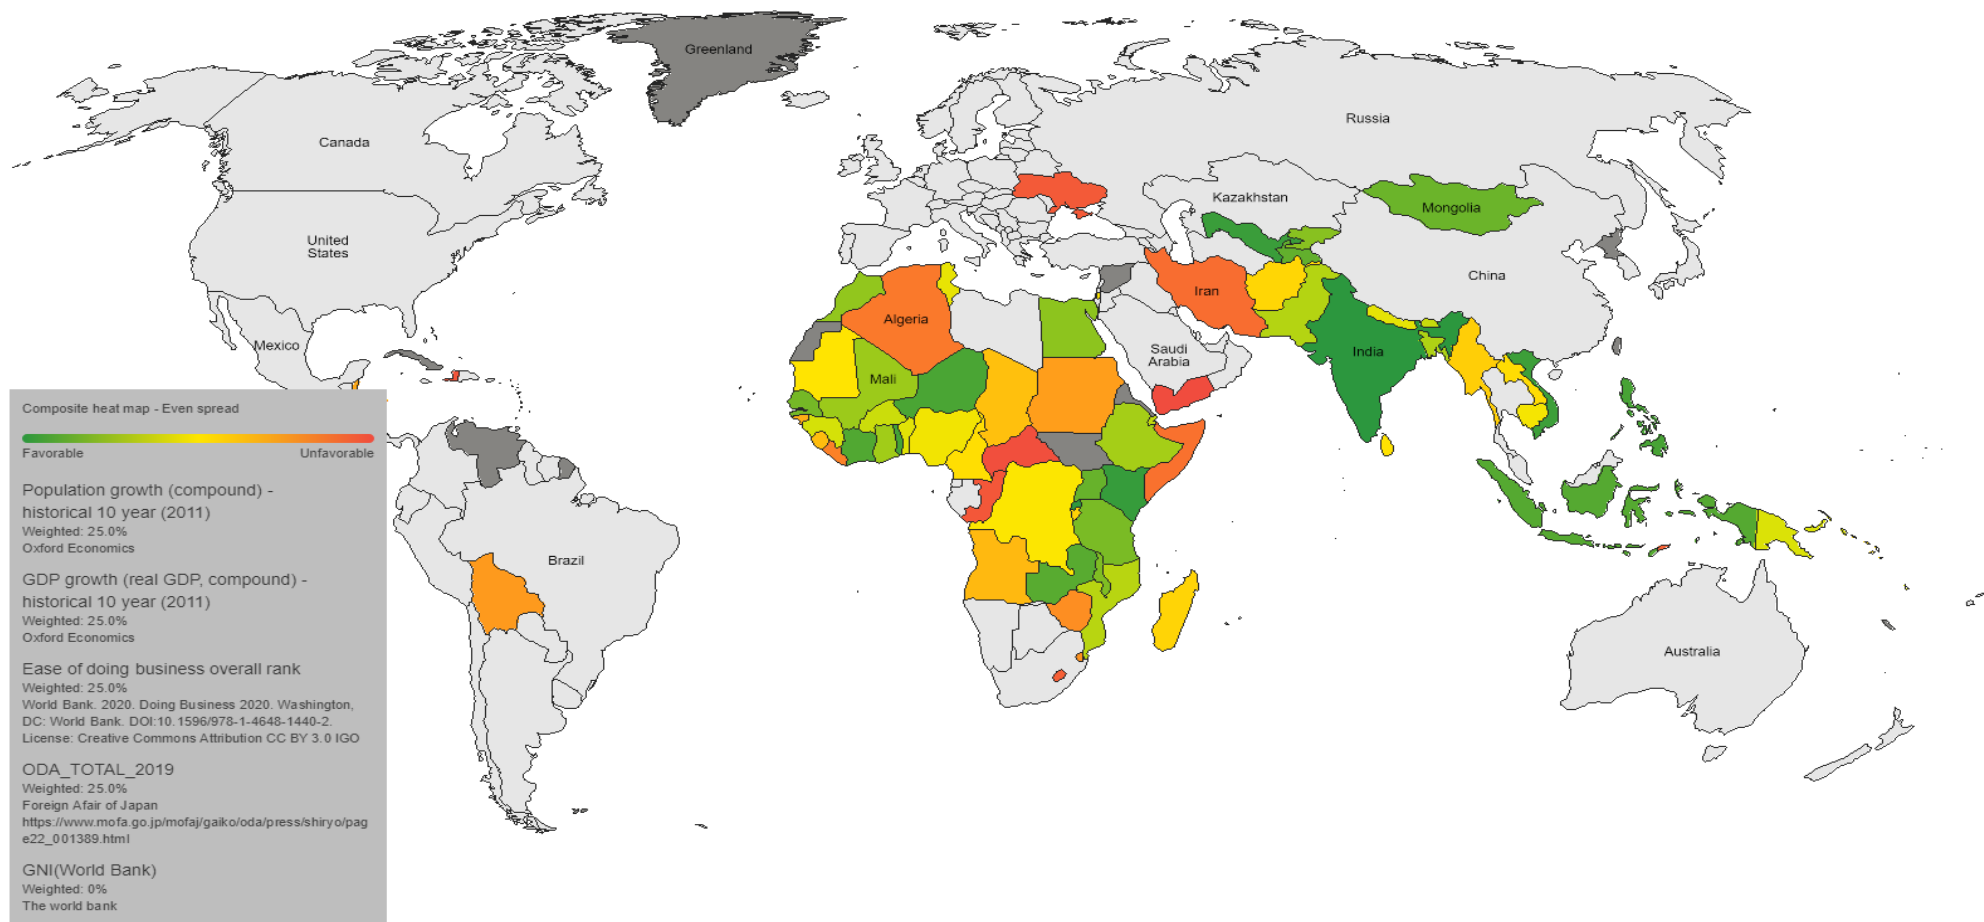 Greenland
Canada
Russia
Kazakhstan
Mongolia
United
States
China
Iran
Algeria
Mexico
Saudi
Arabia
India
Mali
Brazil
Australia
Composite heat map - Even spread
Favorable
Unfavorable
Population growth (compound) -
historical 10 year (2011)
Weighted: 25.0%
Oxford Economics
GDP growth (real GDP, compound) -
historical 10 year (2011)
Weighted: 25.0%
Oxford Economics
Ease of doing business overall rank
Weighted: 25.0%
World Bank. 2020. Doing Business 2020. Washington,
DC: World Bank. DOI:10.1596/978-1-4648-1440-2.
License: Creative Commons Attribution CC BY 3.0 IGO
ODA_TOTAL_2019
Weighted: 25.0%
Foreign Afair of Japan
https://www.mofa.go.jp/mofaj/gaiko/oda/press/shiryo/pag
e22_001389.html
GNI(World Bank)
Weighted: 0%
The world bank